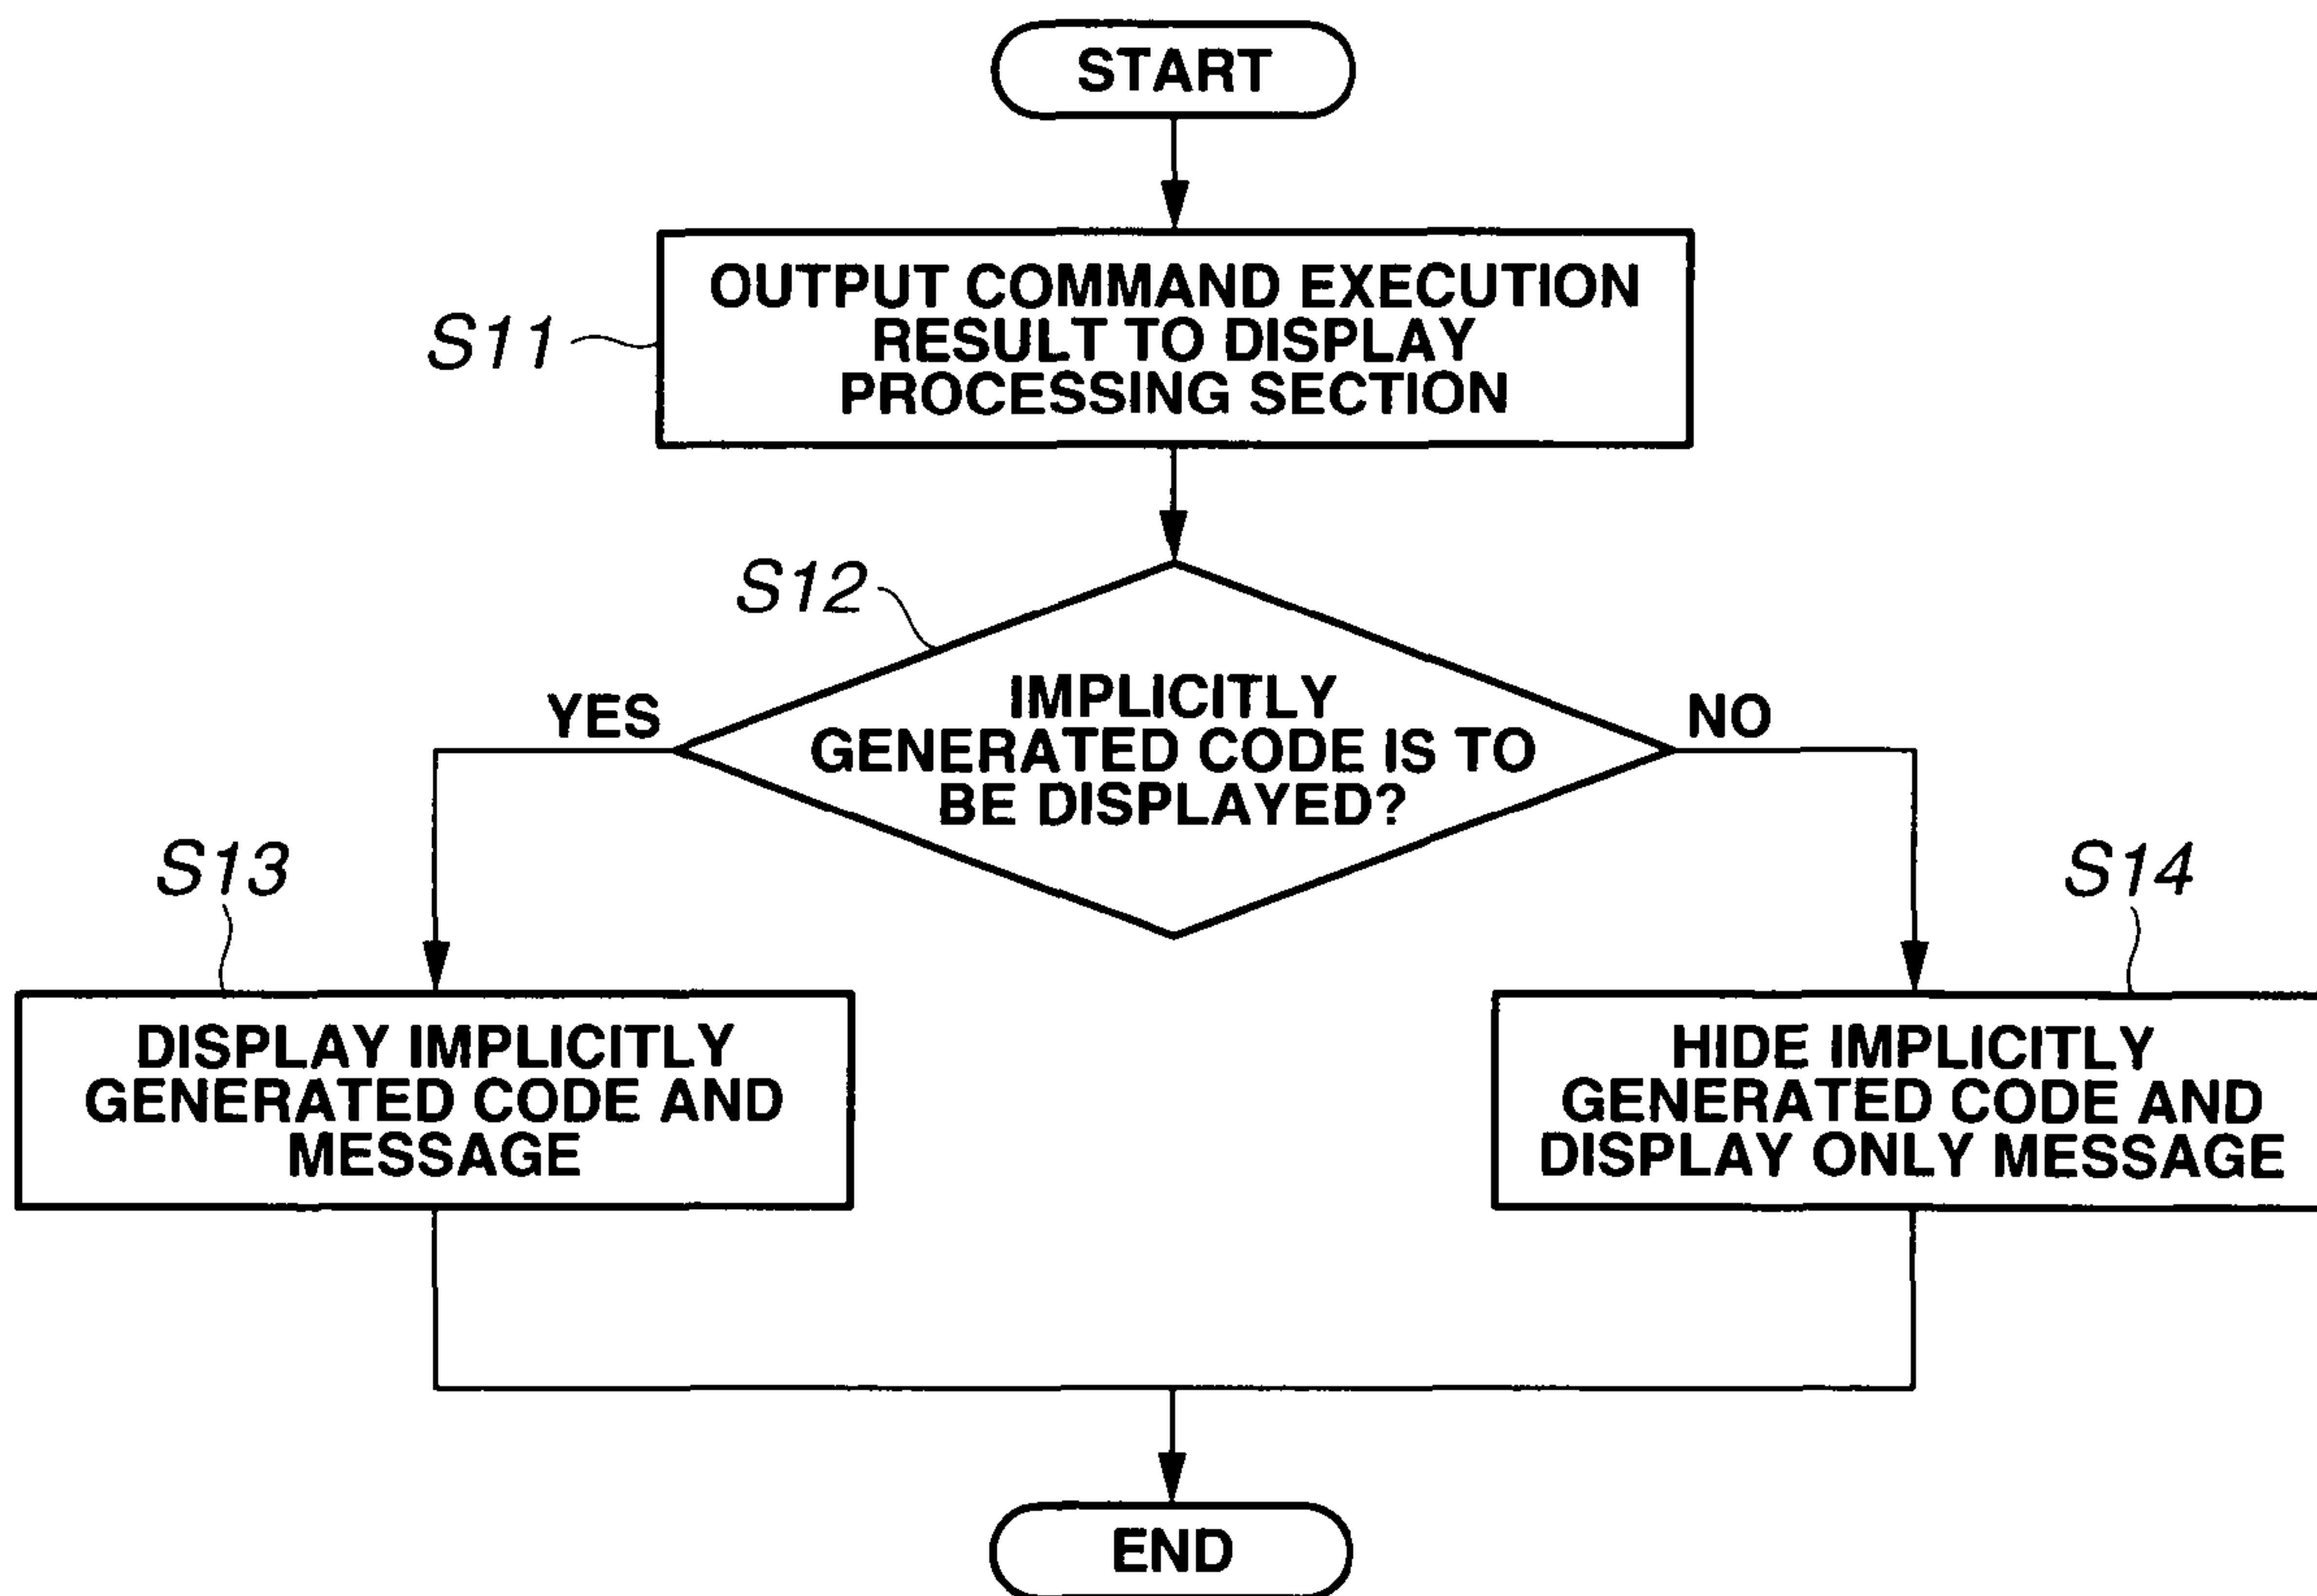 START
OUTPUT COMMAND EXECUTION
RESULT TO DISPLAY
PROCESSING SECTION
S11
S12
IMPLICITLY
GENERATED CODE IS TO
BE DISPLAYED?
YES
NO
S13
S14
DISPLAY IMPLICITLY
GENERATED CODE AND
MESSAGE
HIDE IMPLICITLY
GENERATED CODE AND
DISPLAY ONLY MESSAGE
END